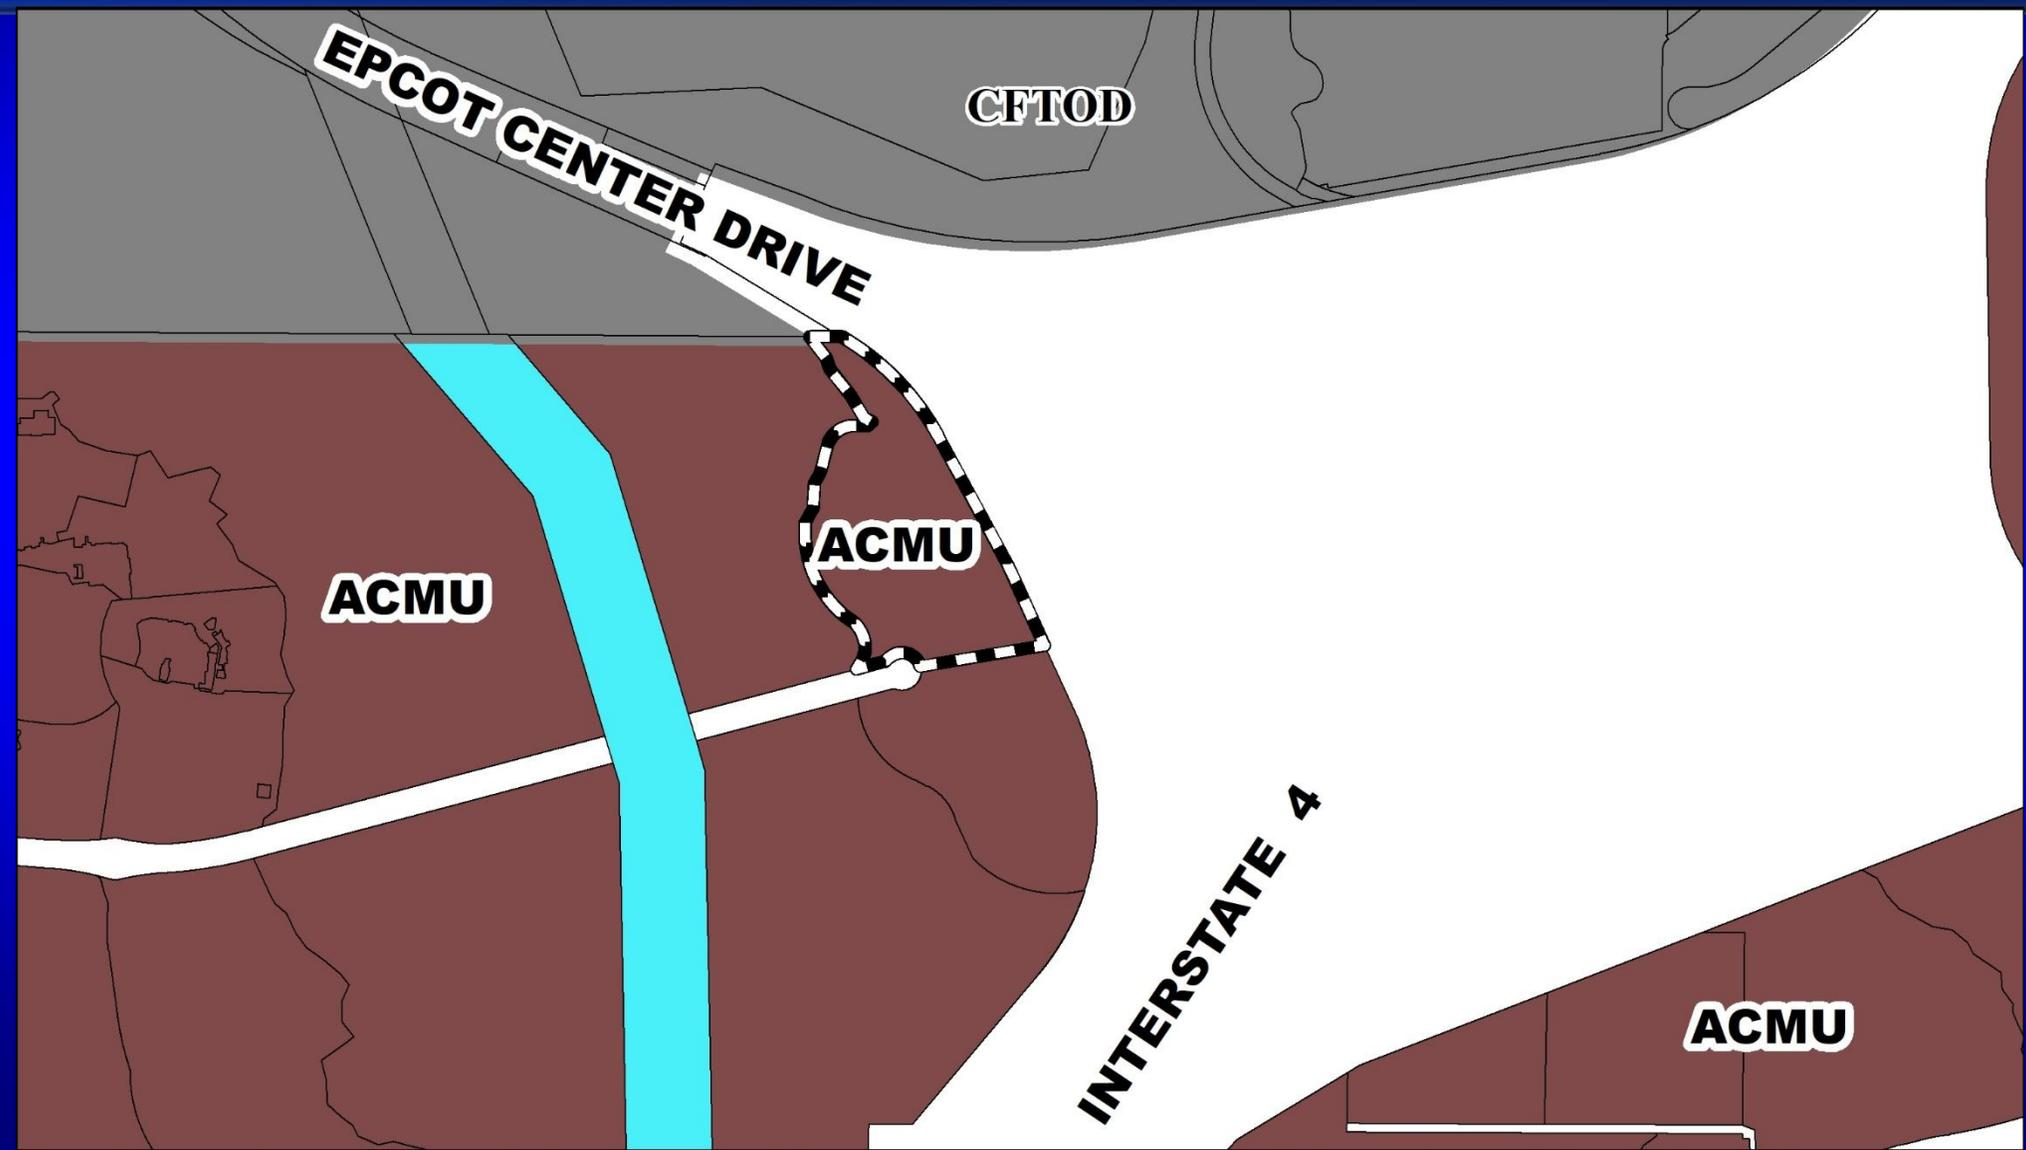 EPCOT CENTER DRIVE
CFTOD
ACMU
ACMU
INTERSTATE 4
ACMU